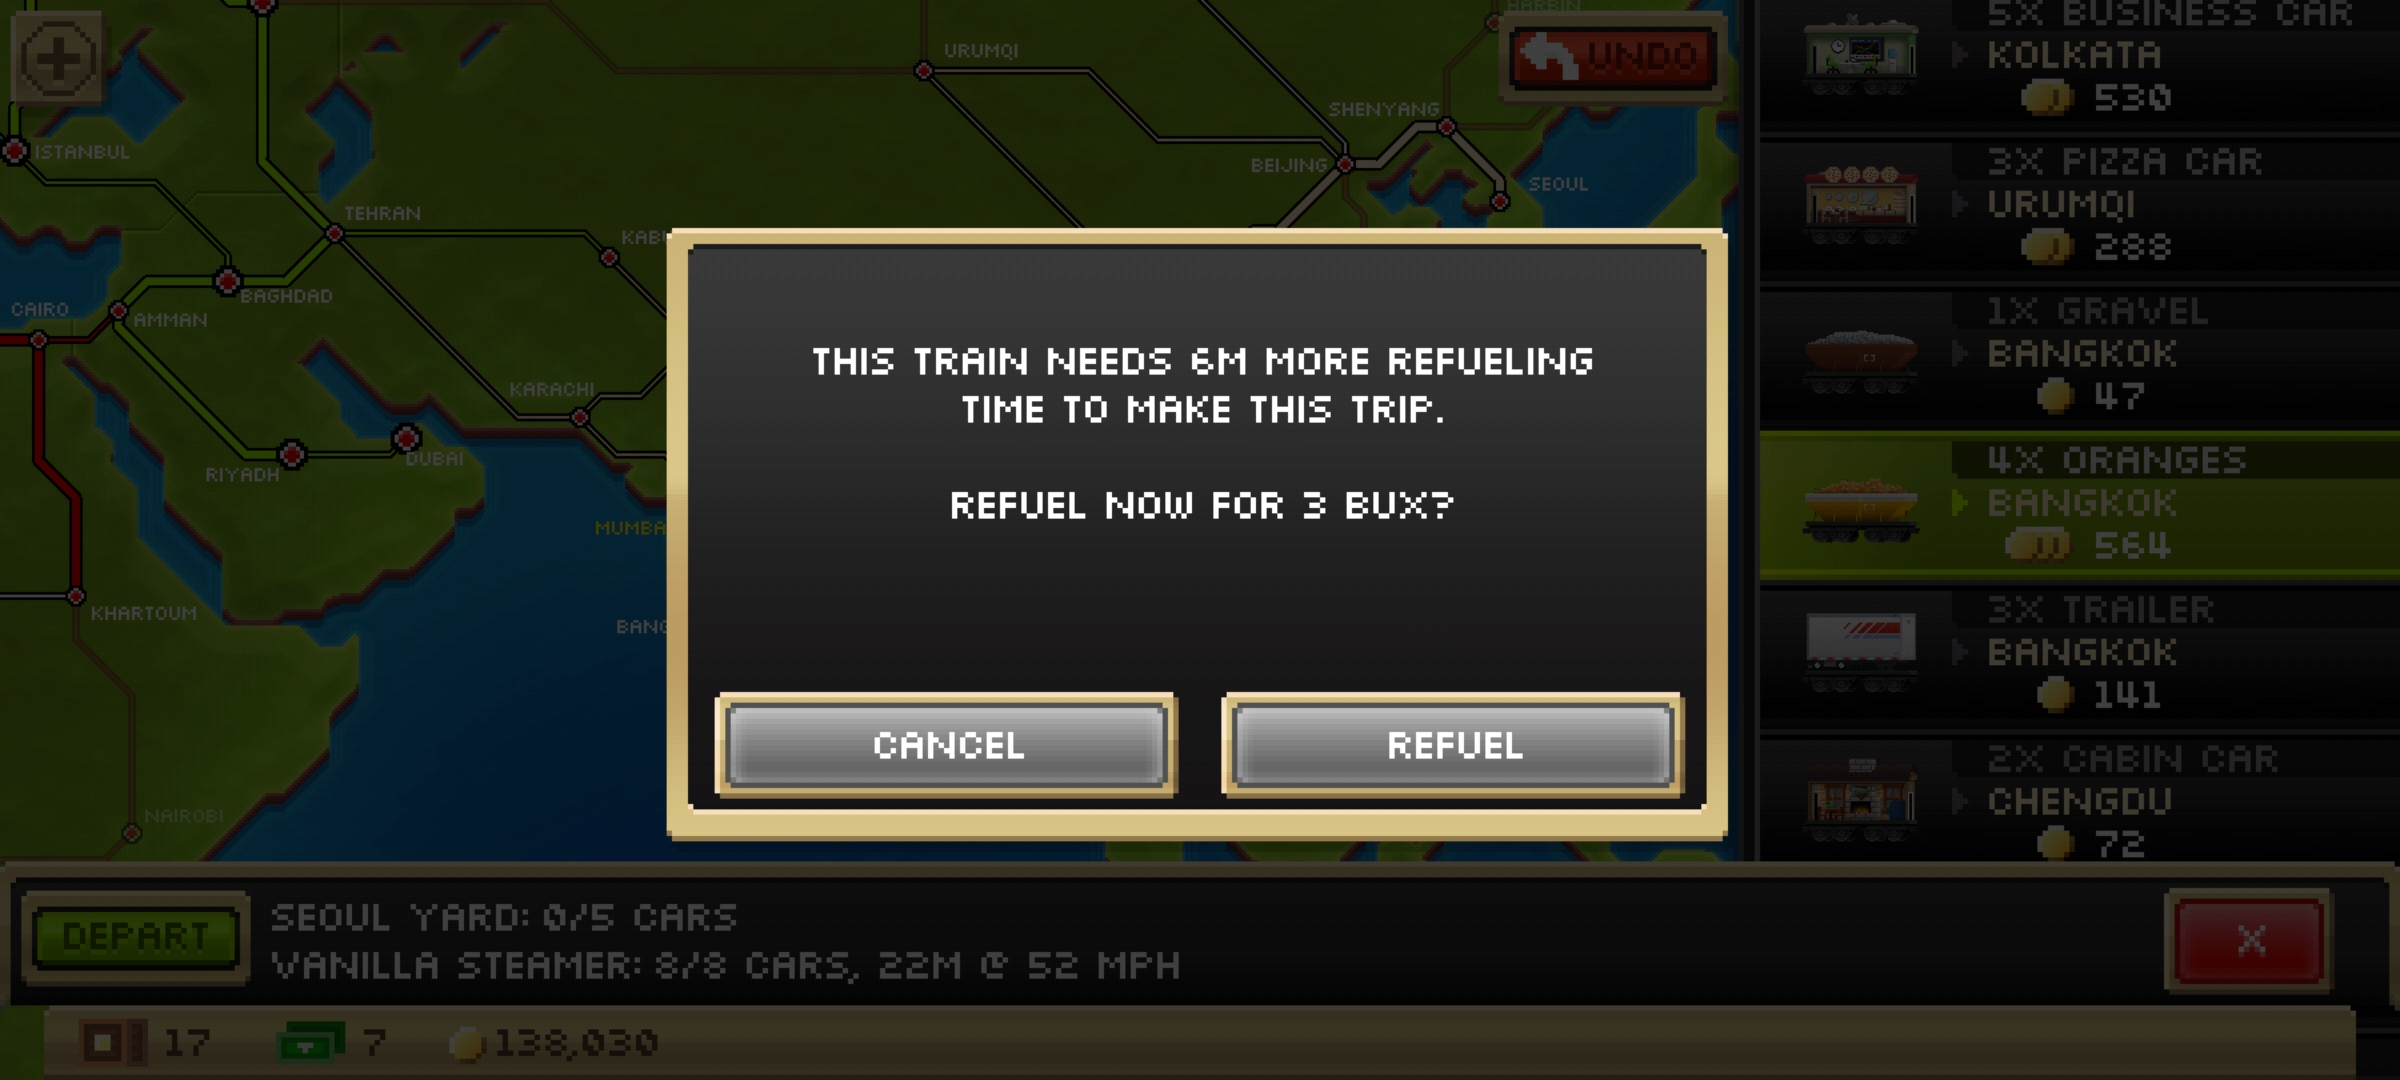 HARBIN
URUMQI
UNDO
SHENYANG
BEIJING
SEOUL
ISTANBUL
TEHRAN
BAGHDAD
CAIRO
AMMAN
KARACHI
RIYADH
DUBAI
KHARTOUM
NAIROBI
THIS TRAIN NEEDS 6M MORE REFUELING
TIME TO MAKE THIS TRIP.
REFUEL NOW FOR 3 BUX?
CANCEL
REFUEL
5X BUSINESS CAR
KOLKATA
530
3X PIZZA CAR
URUMQI
288
1X GRAVEL
BANGKOK
47
4X ORANGES
BANGKOK
564
3X TRAILER
BANGKOK
141
2X CABIN CAR
CHENGDU
72
DEPART
SEOUL YARD: 0/5 CARS
VANILLA STEAMER: 8/8 CARS, 22M @ 52 MPH
X
17
7
138,030